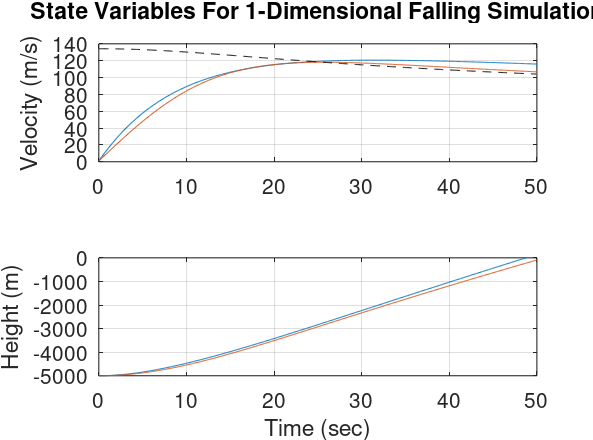 State Variables For 1-Dimensional Falling Simulation
Velocity (m/s)
140
120
100
80
60
40
20
0
0 10 20 30 40 50
Height (m)
0
-1000
-2000
-3000
-4000
-5000
0 10 20 30 40 50
Time (sec)